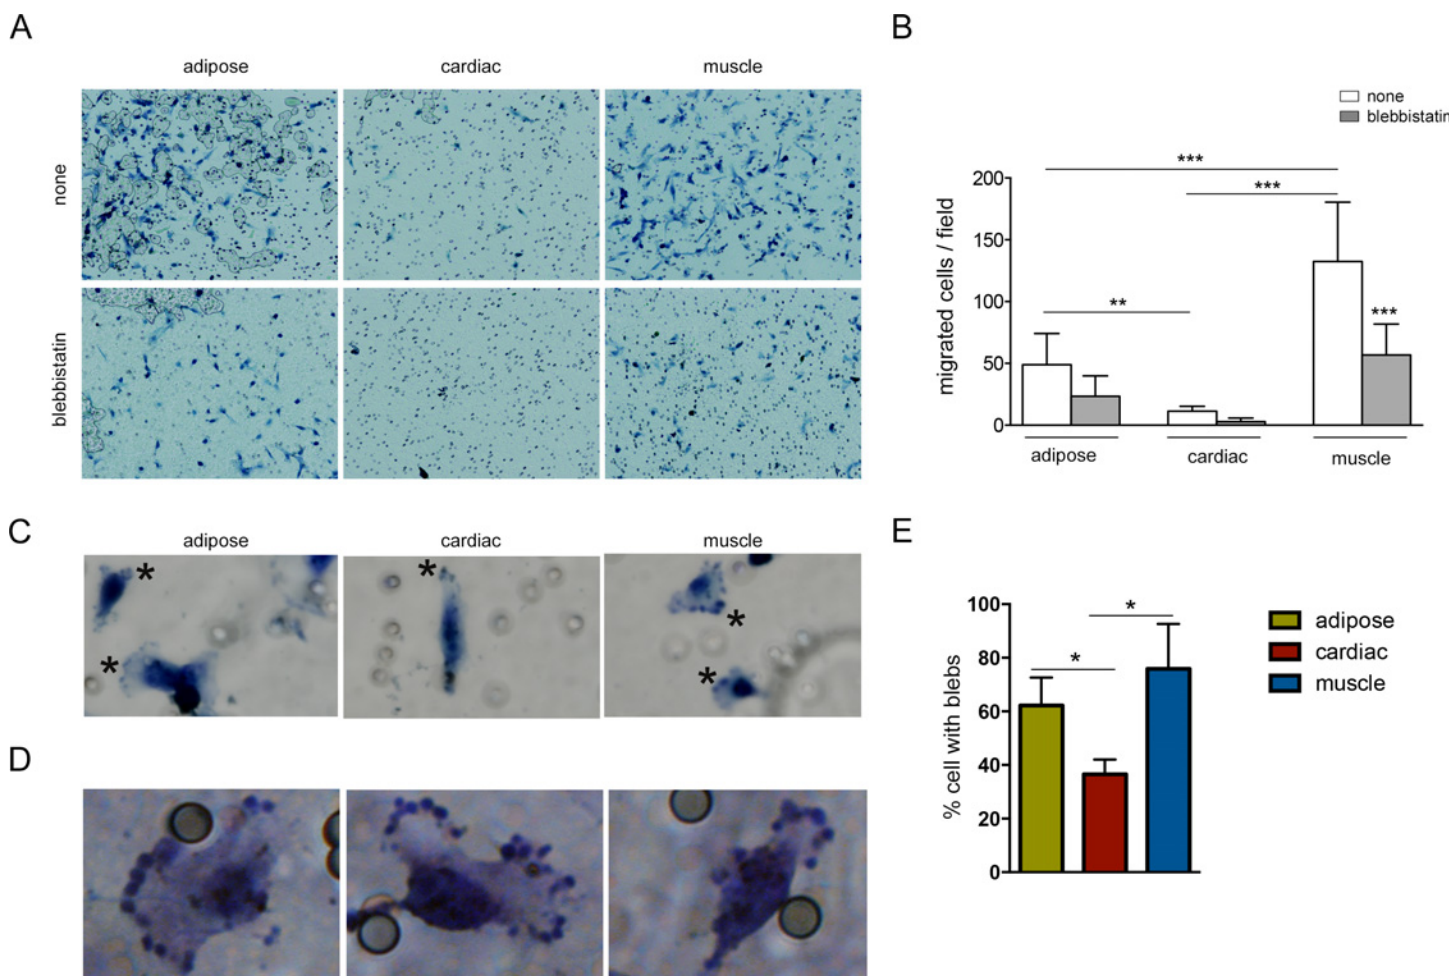 A
adipose cardiac muscle
none
blebbistatin
B
none
blebbistatin
***
***
**
***
migrated cells / field
200
150
100
50
0
adipose cardiac muscle
C
adipose cardiac muscle
* * *
* *
D
E
* *
% cell with blebs
100
80
60
40
20
0
adipose
cardiac
muscle